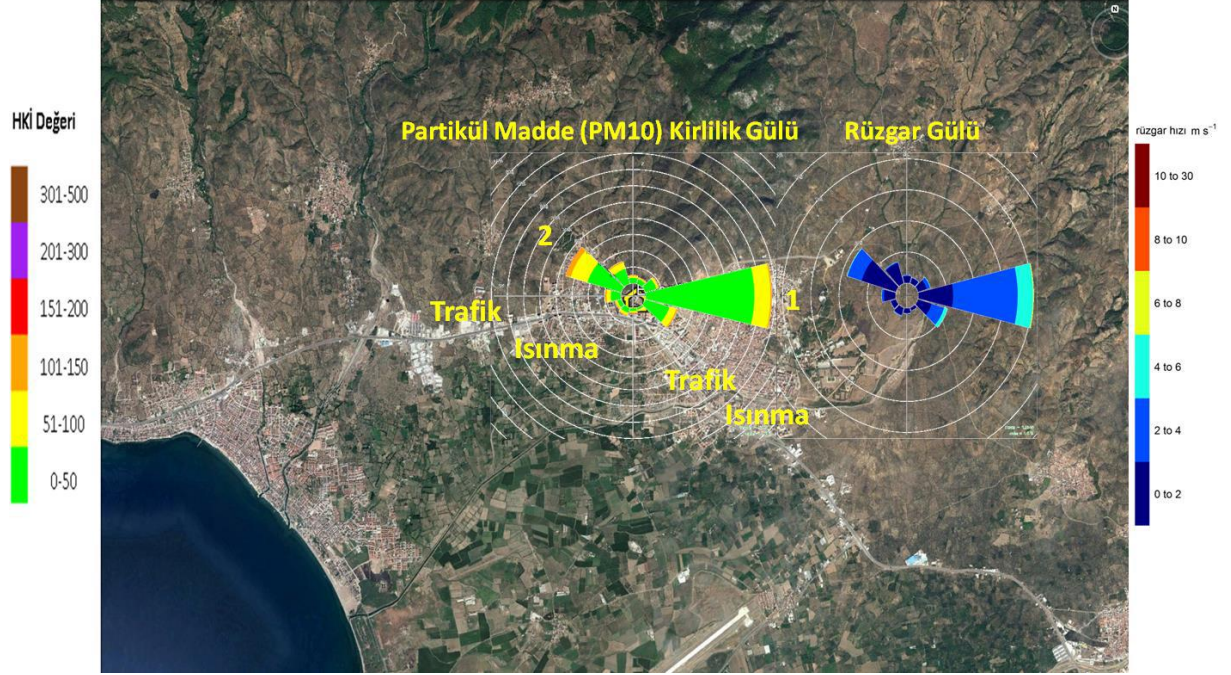 N
HKİ Değeri
301-500
201-300
151-200
101-150
51-100
0-50
Partikül Madde (PM10) Kirlilik Gülü
Rüzgar Gülü
2
1
Trafik
Isınma
Trafik
Isınma
rüzgar hızı m s⁻¹
10 to 30
8 to 10
6 to 8
4 to 6
2 to 4
0 to 2